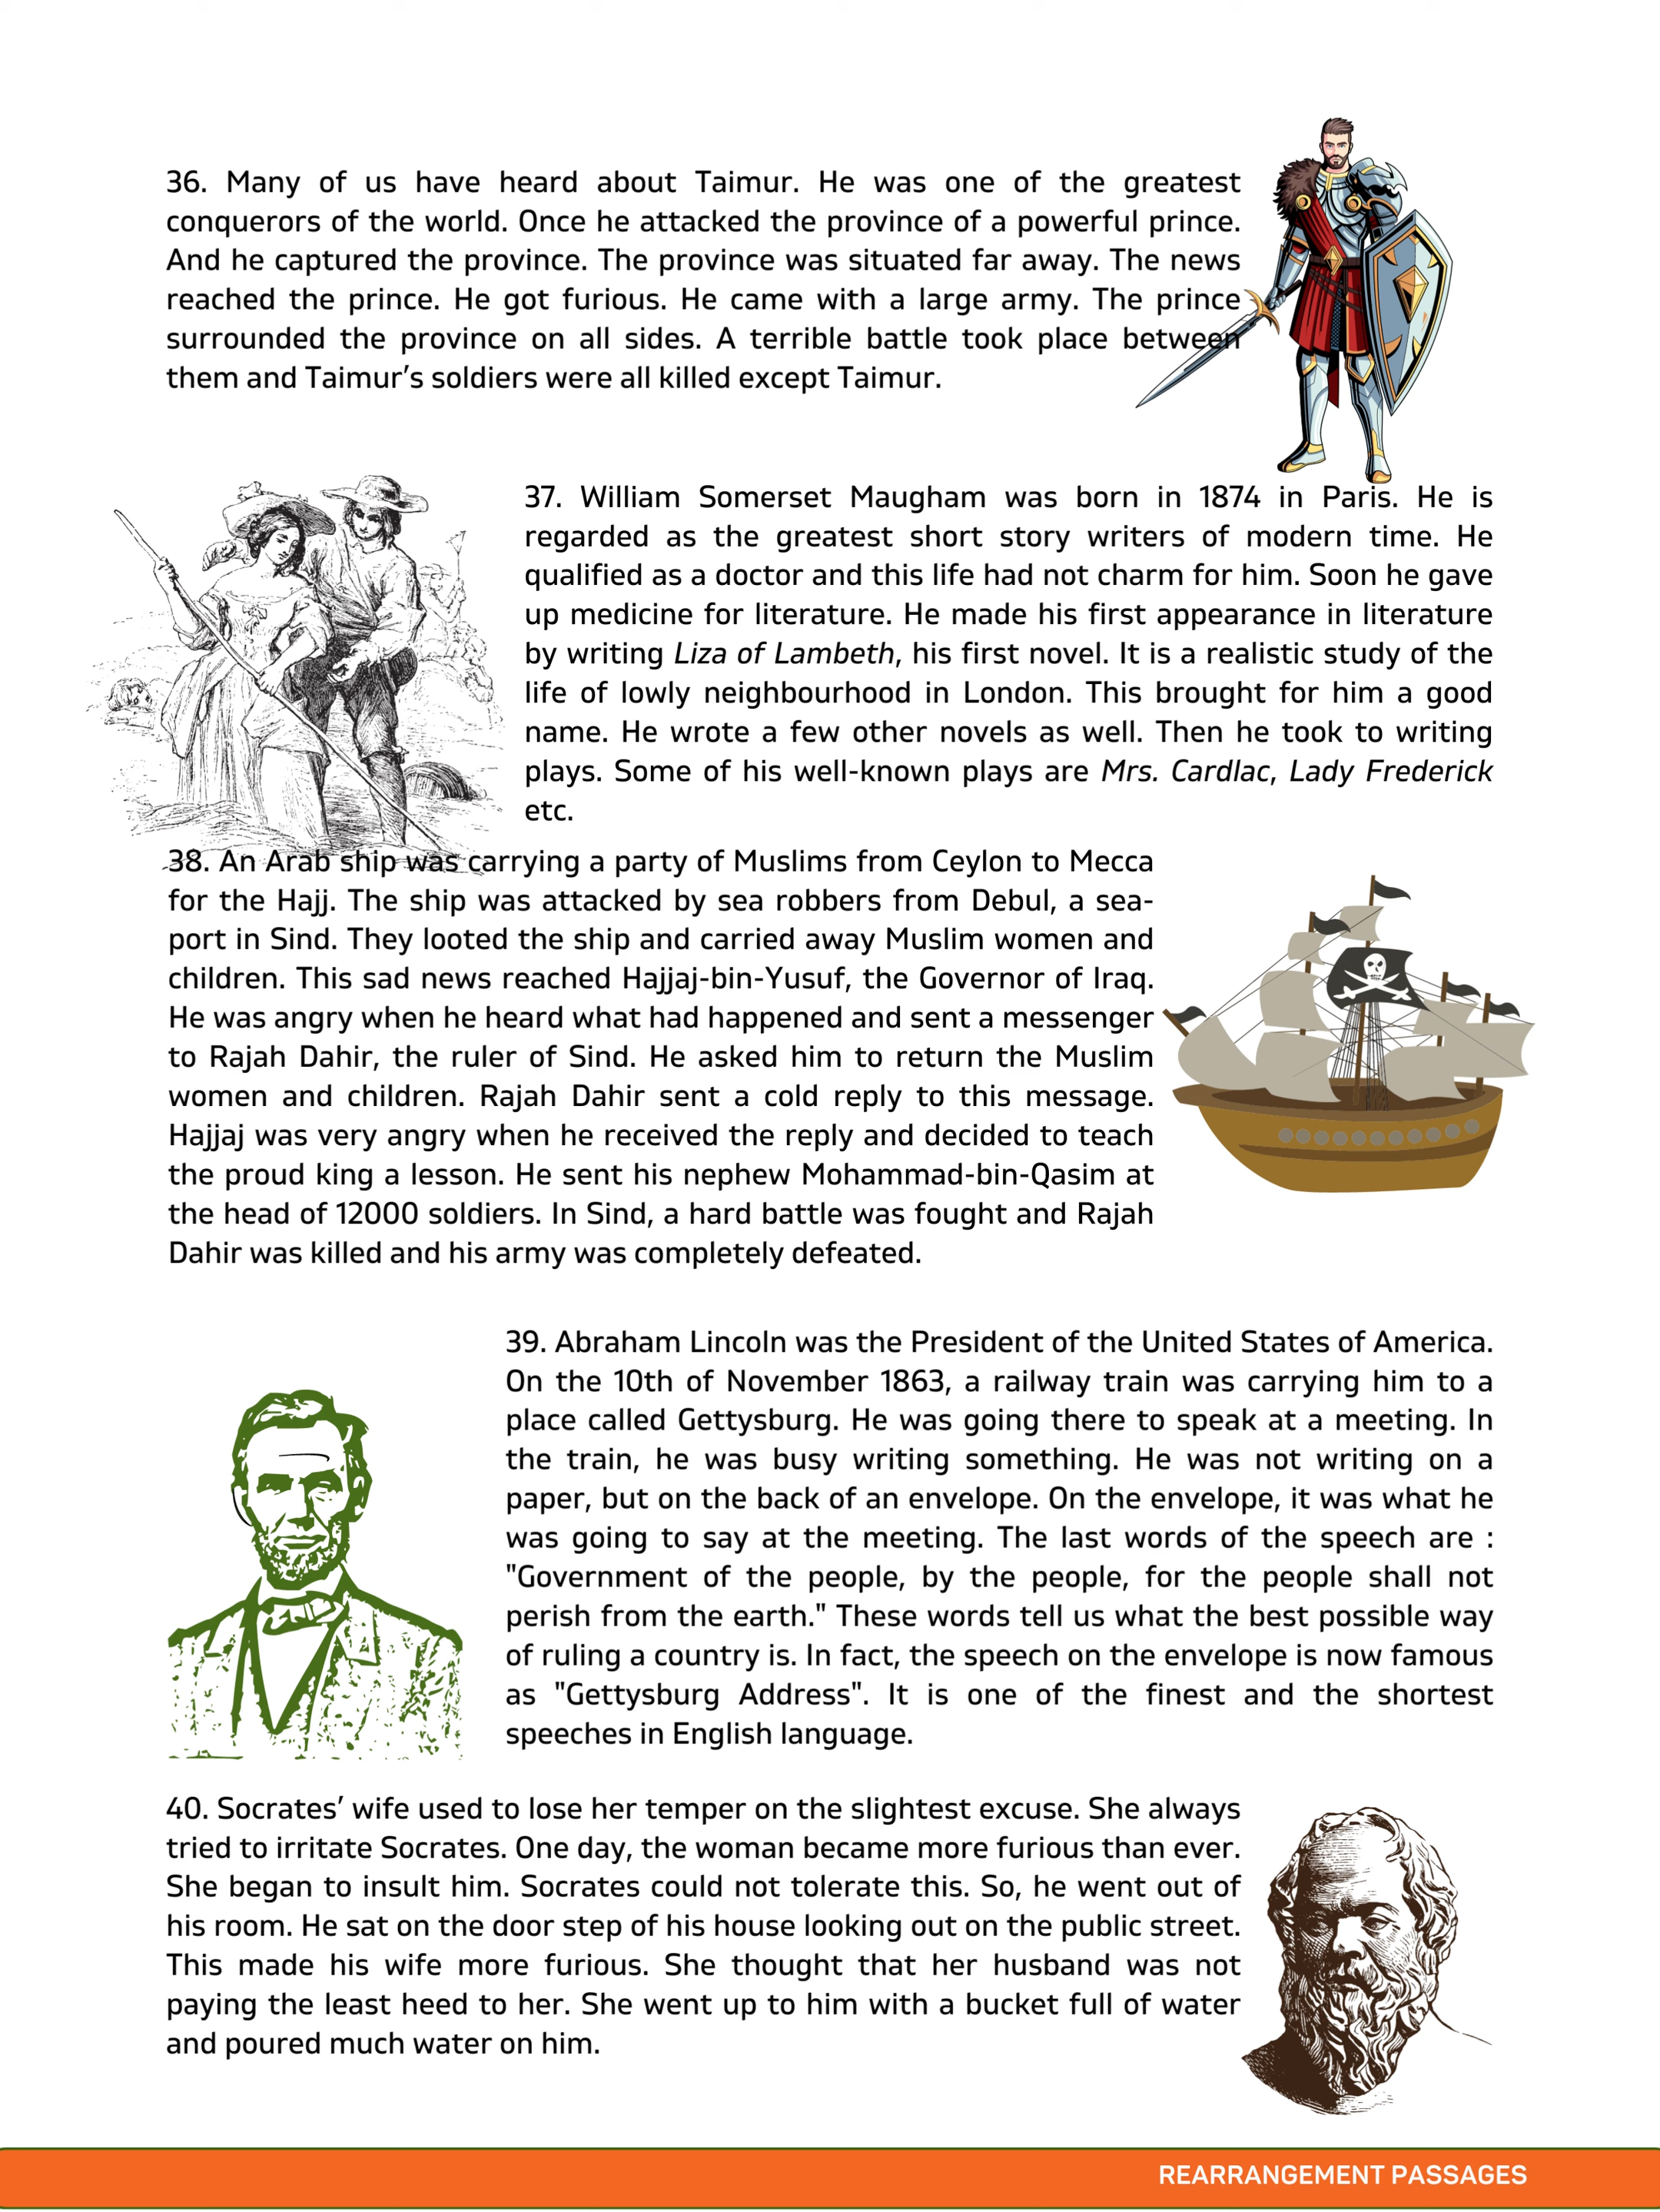 36. Many of us have heard about Taimur. He was one of the greatest
conquerors of the world. Once he attacked the province of a powerful prince.
And he captured the province. The province was situated far away. The news
reached the prince. He got furious. He came with a large army. The prince
surrounded the province on all sides. A terrible battle took place between
them and Taimur’s soldiers were all killed except Taimur.
37. William Somerset Maugham was born in 1874 in Paris. He is
regarded as the greatest short story writers of modern time. He
qualified as a doctor and this life had not charm for him. Soon he gave
up medicine for literature. He made his first appearance in literature
by writing Liza of Lambeth, his first novel. It is a realistic study of the
life of lowly neighbourhood in London. This brought for him a good
name. He wrote a few other novels as well. Then he took to writing
plays. Some of his well-known plays are Mrs. Cardlac, Lady Frederick
etc.
38. An Arab ship was carrying a party of Muslims from Ceylon to Mecca
for the Hajj. The ship was attacked by sea robbers from Debul, a sea-
port in Sind. They looted the ship and carried away Muslim women and
children. This sad news reached Hajjaj-bin-Yusuf, the Governor of Iraq.
He was angry when he heard what had happened and sent a messenger
to Rajah Dahir, the ruler of Sind. He asked him to return the Muslim
women and children. Rajah Dahir sent a cold reply to this message.
Hajjaj was very angry when he received the reply and decided to teach
the proud king a lesson. He sent his nephew Mohammad-bin-Qasim at
the head of 12000 soldiers. In Sind, a hard battle was fought and Rajah
Dahir was killed and his army was completely defeated.
39. Abraham Lincoln was the President of the United States of America.
On the 10th of November 1863, a railway train was carrying him to a
place called Gettysburg. He was going there to speak at a meeting. In
the train, he was busy writing something. He was not writing on a
paper, but on the back of an envelope. On the envelope, it was what he
was going to say at the meeting. The last words of the speech are :
"Government of the people, by the people, for the people shall not
perish from the earth." These words tell us what the best possible way
of ruling a country is. In fact, the speech on the envelope is now famous
as "Gettysburg Address". It is one of the finest and the shortest
speeches in English language.
40. Socrates’ wife used to lose her temper on the slightest excuse. She always
tried to irritate Socrates. One day, the woman became more furious than ever.
She began to insult him. Socrates could not tolerate this. So, he went out of
his room. He sat on the door step of his house looking out on the public street.
This made his wife more furious. She thought that her husband was not
paying the least heed to her. She went up to him with a bucket full of water
and poured much water on him.
REARRANGEMENT PASSAGES